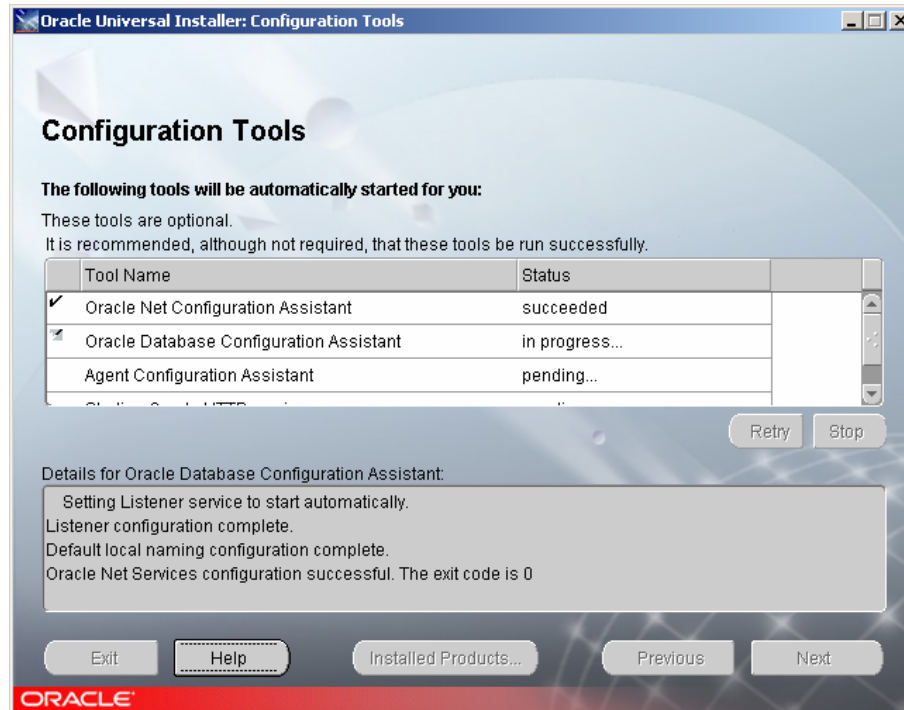 Oracle Universal Installer: Configuration Tools
Configuration Tools
The following tools will be automatically started for you:
These tools are optional.
It is recommended, although not required, that these tools be run successfully.
Tool Name Status
Oracle Net Configuration Assistant succeeded
Oracle Database Configuration Assistant in progress...
Agent Configuration Assistant pending...
Retry Stop
Details for Oracle Database Configuration Assistant:
Setting Listener service to start automatically.
Listener configuration complete.
Default local naming configuration complete.
Oracle Net Services configuration successful. The exit code is 0
Exit Help Installed Products... Previous Next
ORACLE